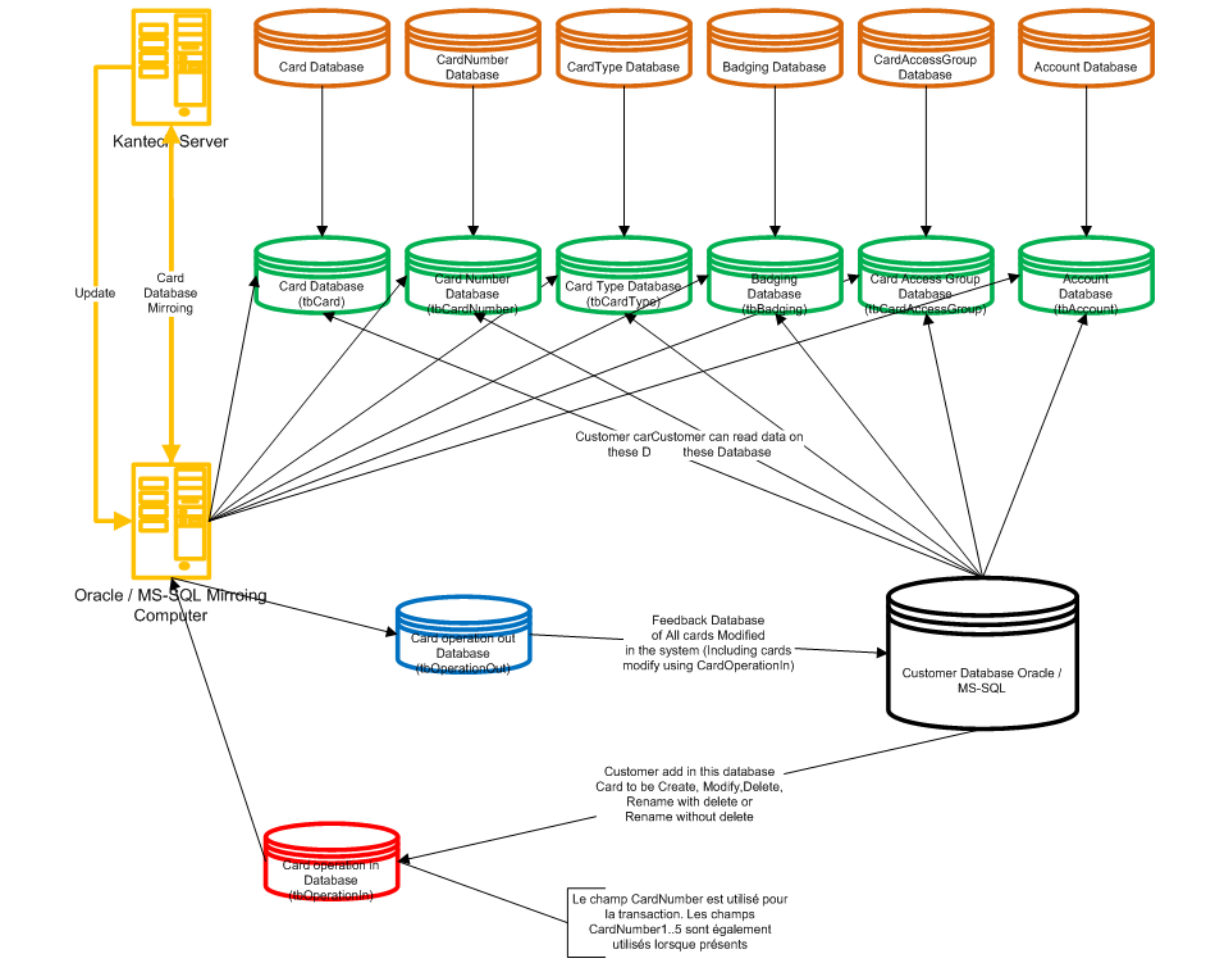 Card Database
CardNumber
Database
CardType Database
Badging Database
CardAccessGroup
Database
Account Database
Kantech Server
Update
Card
Database
Mirroing
Card Database
(tbCard)
Card Number
Database
(tbCardNumber)
Card Type Database
(tbCardType)
Badging
Database
(tbBadging)
Card Access Group
Database
(tbCardAccessGroup)
Account
Database
(tbAccount)
Customer car
these D
Customer can read data on
these Database
Oracle / MS-SQL Mirroing
Computer
Card operation out
Database
(tbOperationOut)
Feedback Database
of All cards Modified
in the system (Including cards
modify using CardOperationIn)
Customer Database Oracle /
MS-SQL
Customer add in this database
Card to be Create, Modify,Delete,
Rename with delete or
Rename without delete
Card operation in
Database
(tbOperationIn)
Le champ CardNumber est utilisé pour
la transaction. Les champs
CardNumber1..5 sont également
utilisés lorsque présents